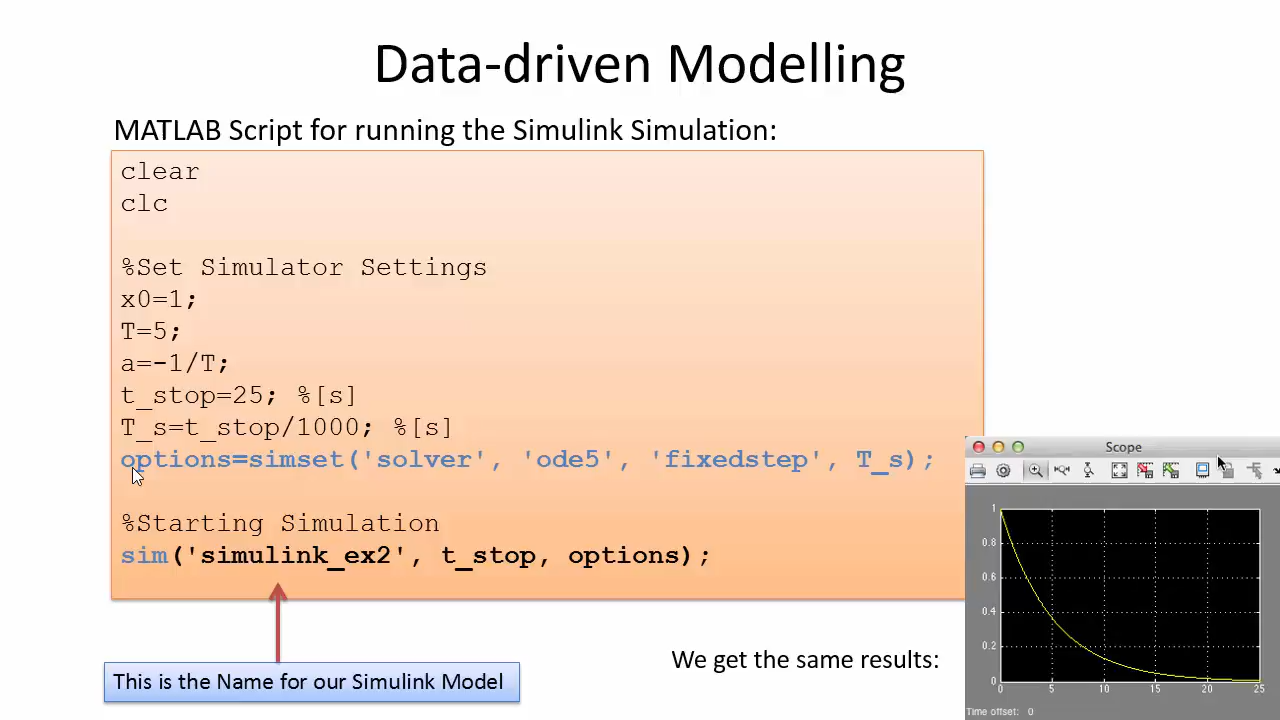 Data-driven Modelling
MATLAB Script for running the Simulink Simulation:
clear
clc
%Set Simulator Settings
x0=1;
T=5;
a=-1/T;
t_stop=25; %[s]
T_s=t_stop/1000; %[s]
options=simset('solver', 'ode5', 'fixedstep', T_s);
%Starting Simulation
sim('simulink_ex2', t_stop, options);
This is the Name for our Simulink Model
We get the same results:
Scope
1
0.8
0.6
0.4
0.2
0
0 5 10 15 20 25
Time offset: 0